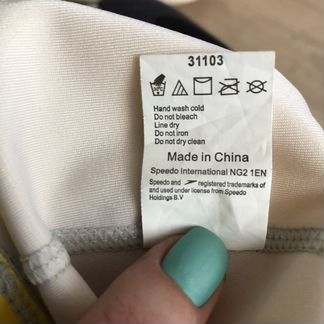 31103
Hand wash cold
Do not bleach
Line dry
Do not iron
Do not dry clean
Made in China
Speedo International NG2 1EN
Speedo and registered trademarks of
and used under license from Speedo
Holdings B.V